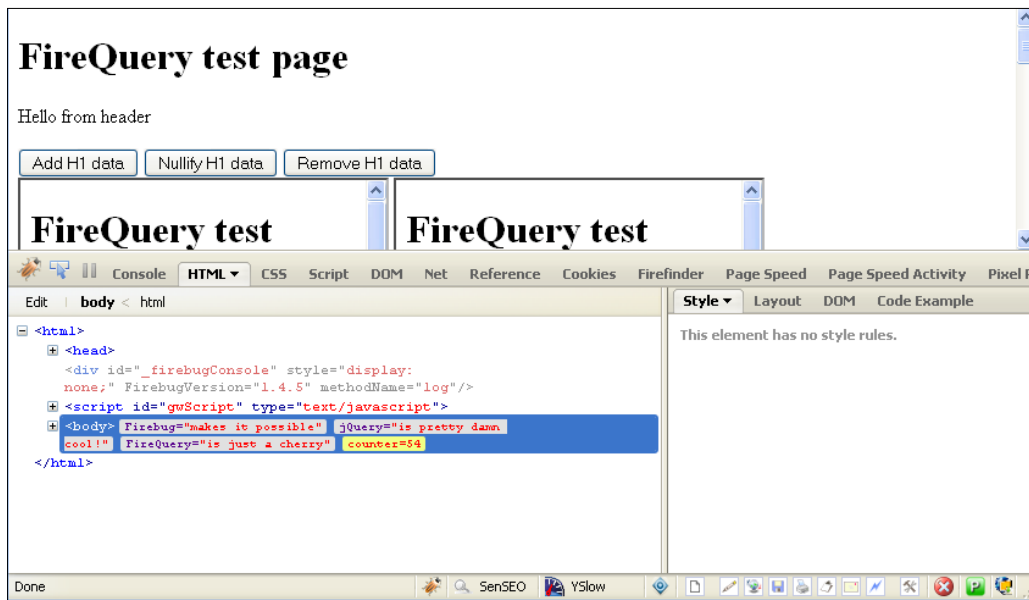 FireQuery test page
Hello from header
Add H1 data Nullify H1 data Remove H1 data
FireQuery test FireQuery test
Console HTML CSS Script DOM Net Reference Cookies Firefinder Page Speed Page Speed Activity Pixel
Edit body < html Style Layout DOM Code Example
This element has no style rules.
<html>
<head>
<div id="_firebugConsole" style="display:
none;" FirebugVersion="1.4.5" methodName="log"/>
<script id="gwScript" type="text/javascript">
<body> Firebug="makes it possible" jQuery="is pretty damn
cool!" FireQuery="is just a cherry" counter=54
</html>
Done SenSEO YSlow